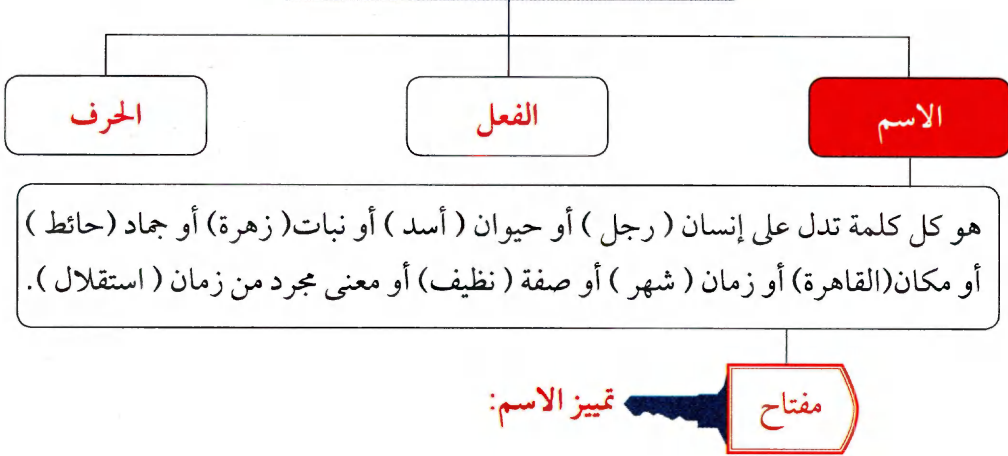 الاسم
الفعل
الحرف
هو كل كلمة تدل على إنسان ( رجل ) أو حيوان ( أسد ) أو نبات( زهرة) أو جماد (حائط )
أو مكان(القاهرة) أو زمان ( شهر ) أو صفة ( نظيف) أو معنى مجرد من زمان ( استقلال ).
مفتاح
تمييز الاسم: